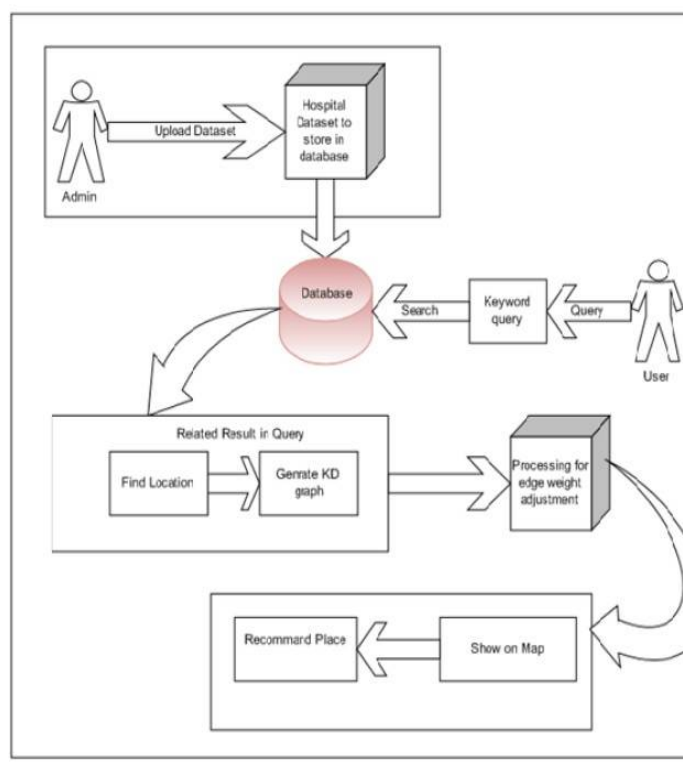 Hospital
Dataset to
store in
database
Upload Dataset
Admin
Database
Search
Keyword
query
Query
User
Related Result in Query
Find Location
Genrate KD
graph
Processing for
edge weight
adjustment
Recommand Place
Show on Map